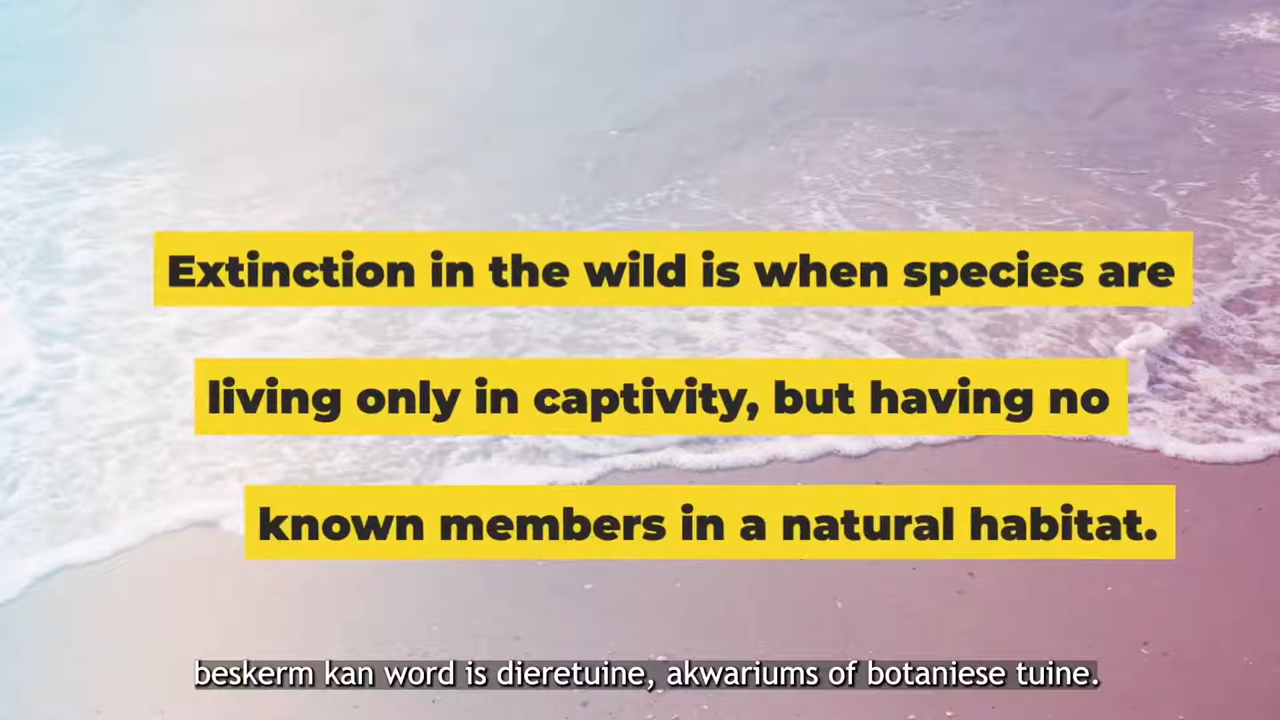 Extinction in the wild is when species are
living only in captivity, but having no
known members in a natural habitat.
beskerm kan word is dieretuine, akwariums of botaniese tuine.